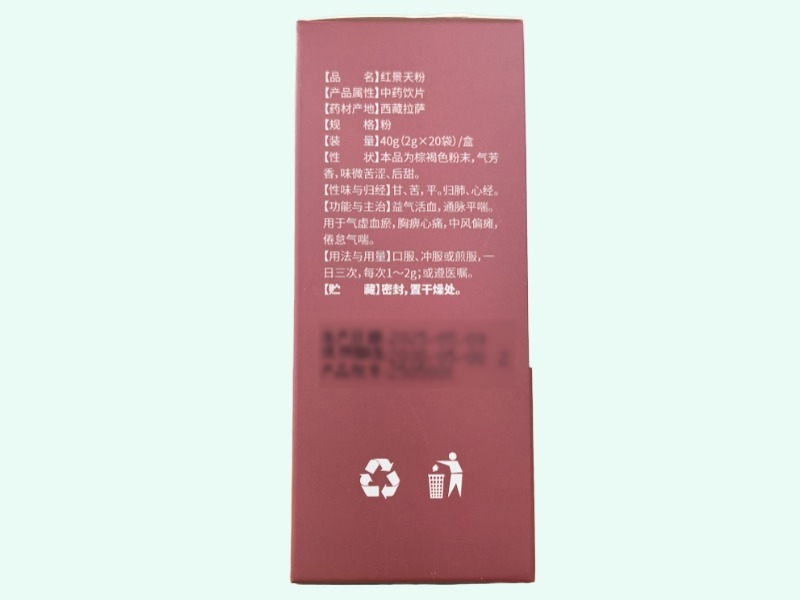 【品　　名】红景天粉
【产品属性】中药饮片
【药材产地】西藏拉萨
【规　　格】粉
【装　　量】40g(2g×20袋)/盒
【性　　状】本品为棕褐色粉末,气芳
香,味微苦涩、后甜。
【性味与归经】甘、苦,平。归肺、心经。
【功能与主治】益气活血,通脉平喘。
用于气虚血瘀,胸痹心痛,中风偏瘫,
倦怠气喘。
【用法与用量】口服、冲服或煎服,一
日三次,每次1～2g;或遵医嘱。
【贮　　藏】密封,置干燥处。